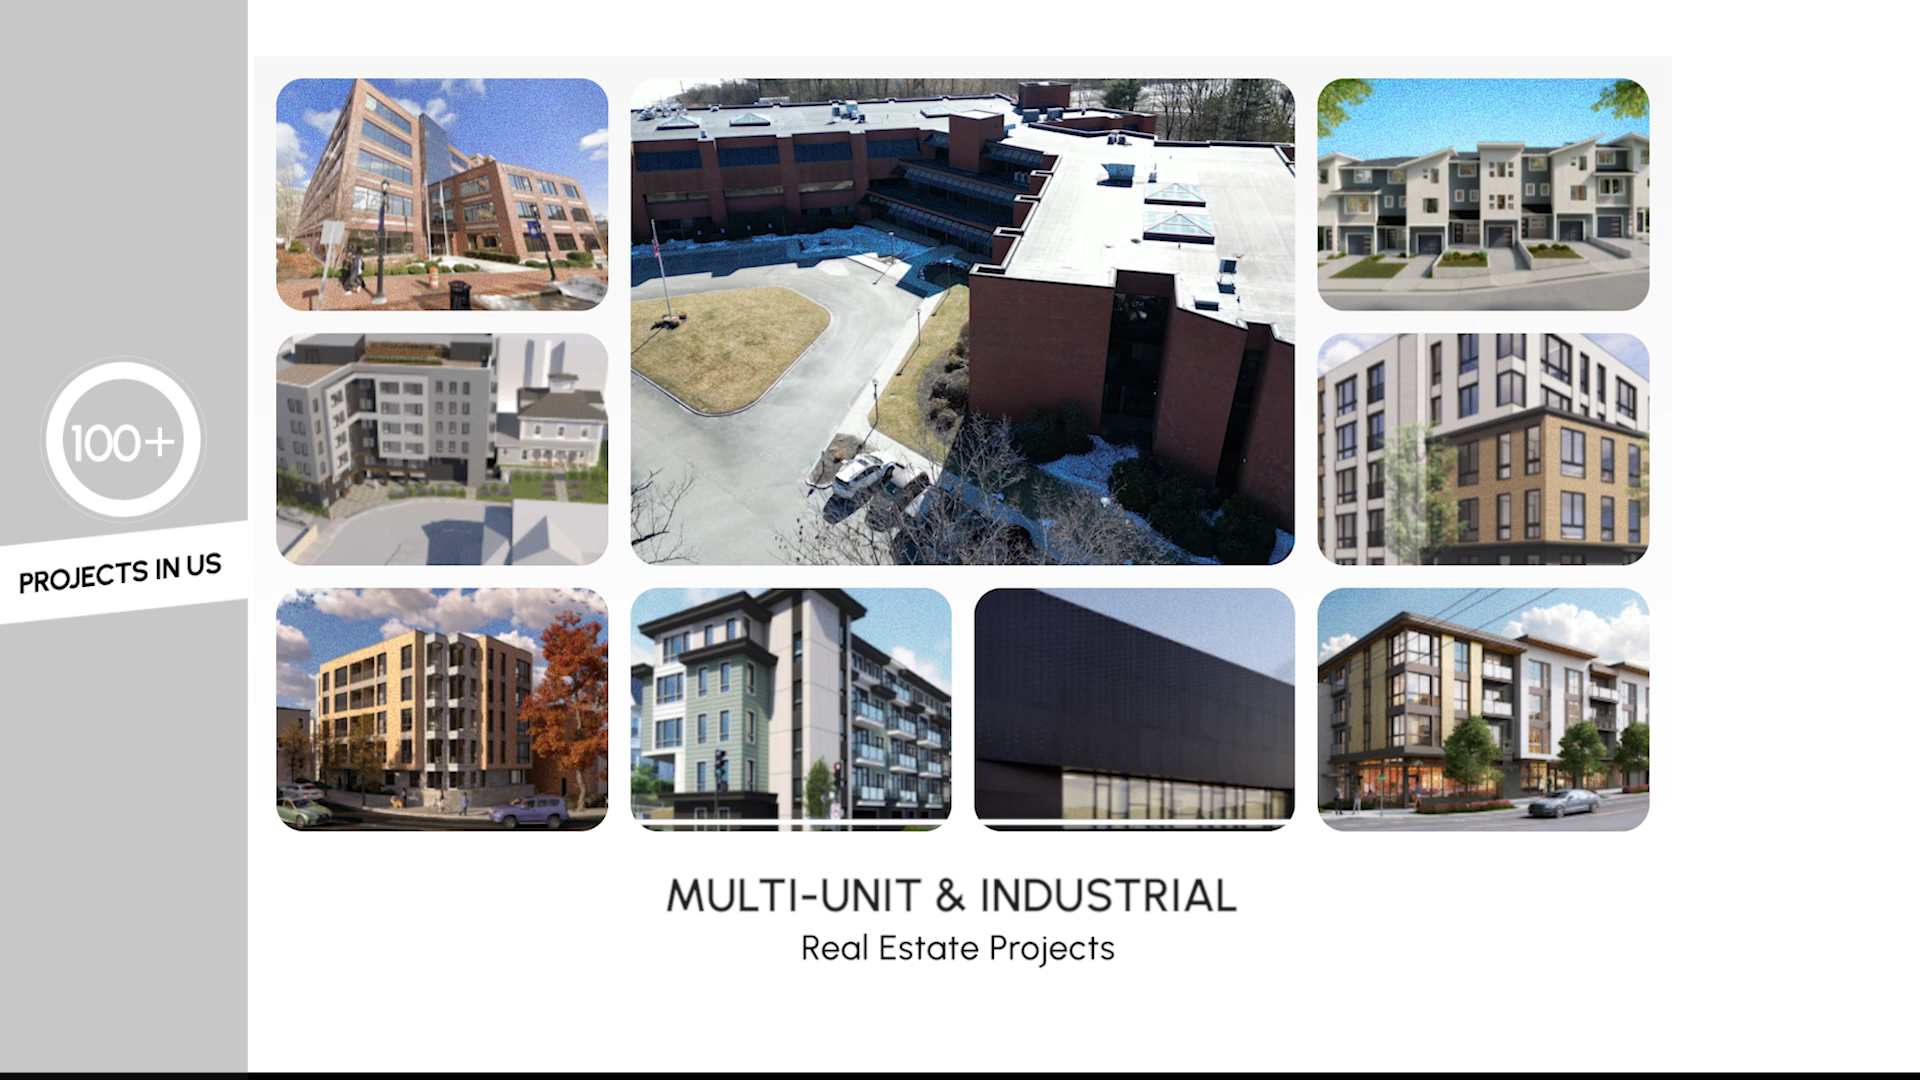 100+
PROJECTS IN US
MULTI-UNIT & INDUSTRIAL
Real Estate Projects